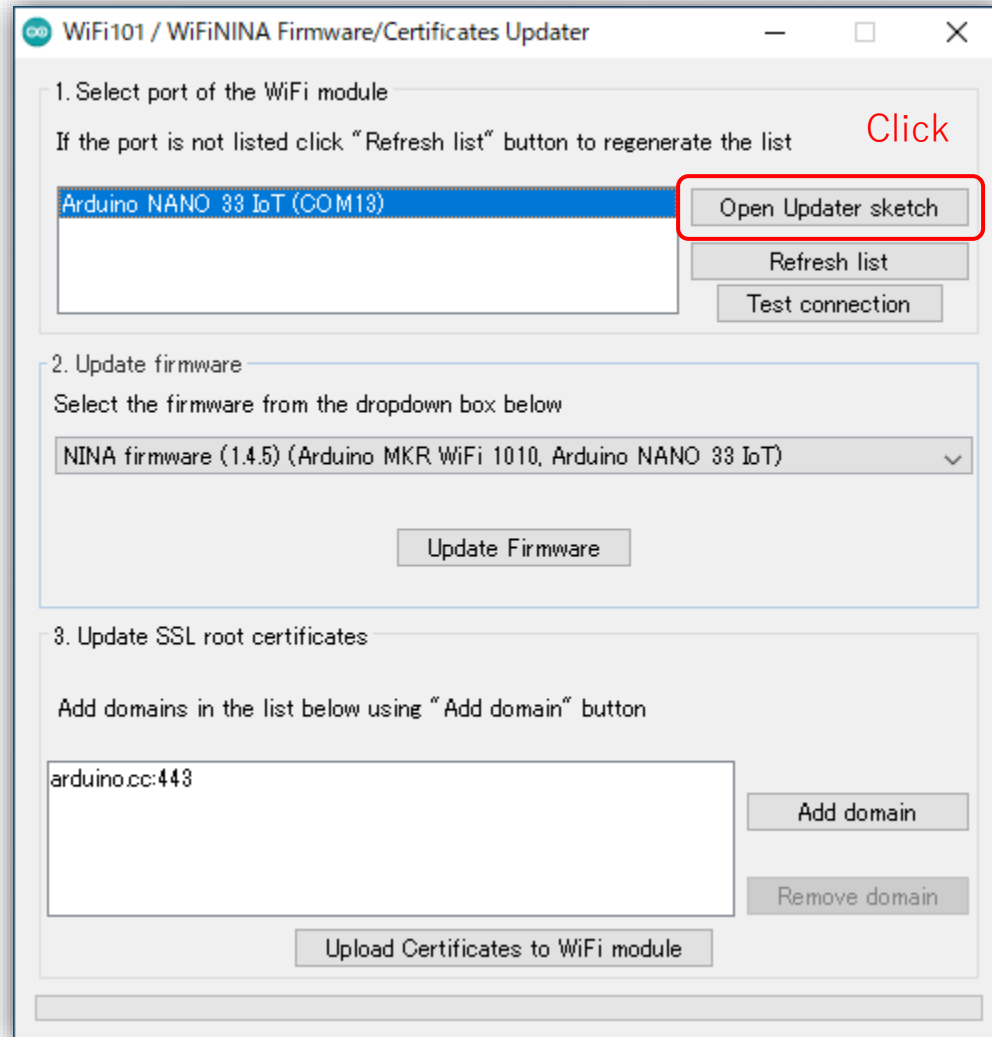 WiFi101 / WiFiNINA Firmware/Certificates Updater
1. Select port of the WiFi module
If the port is not listed click "Refresh list" button to regenerate the list
Click
Arduino NANO 33 IoT (COM13)
Open Updater sketch
Refresh list
Test connection
2. Update firmware
Select the firmware from the dropdown box below
NINA firmware (1.4.5) (Arduino MKR WiFi 1010, Arduino NANO 33 IoT)
Update Firmware
3. Update SSL root certificates
Add domains in the list below using "Add domain" button
arduino.cc:443
Add domain
Remove domain
Upload Certificates to WiFi module